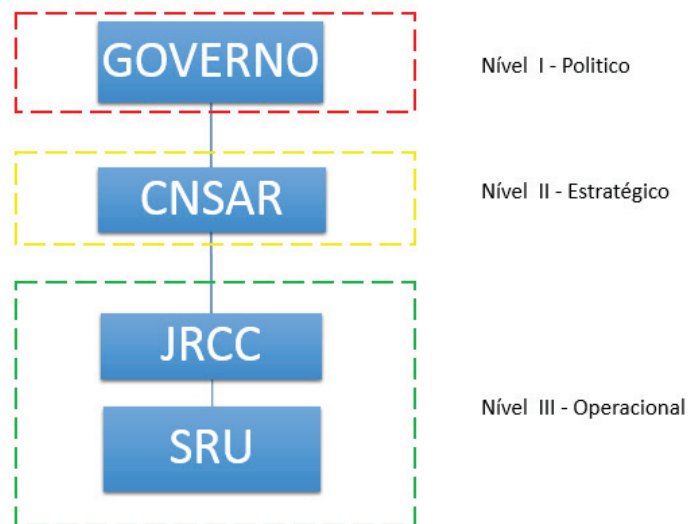 GOVERNO
Nível I - Politico
CNSAR
Nível II - Estratégico
JRCC
SRU
Nível III - Operacional